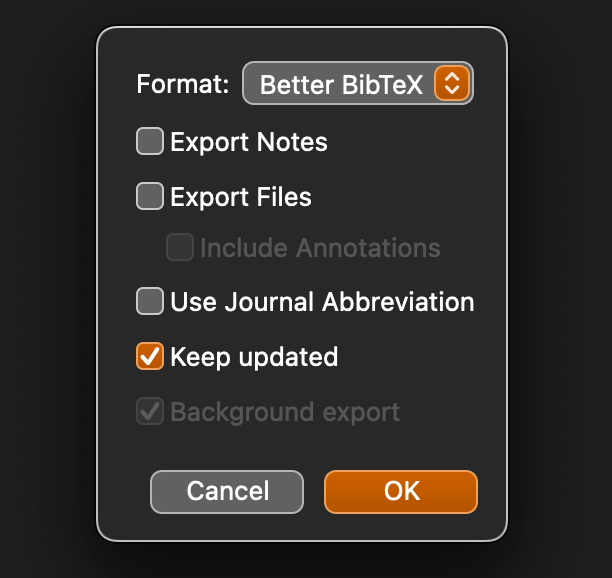 Format: Better BibTeX
Export Notes
Export Files
Include Annotations
Use Journal Abbreviation
Keep updated
Background export
Cancel OK